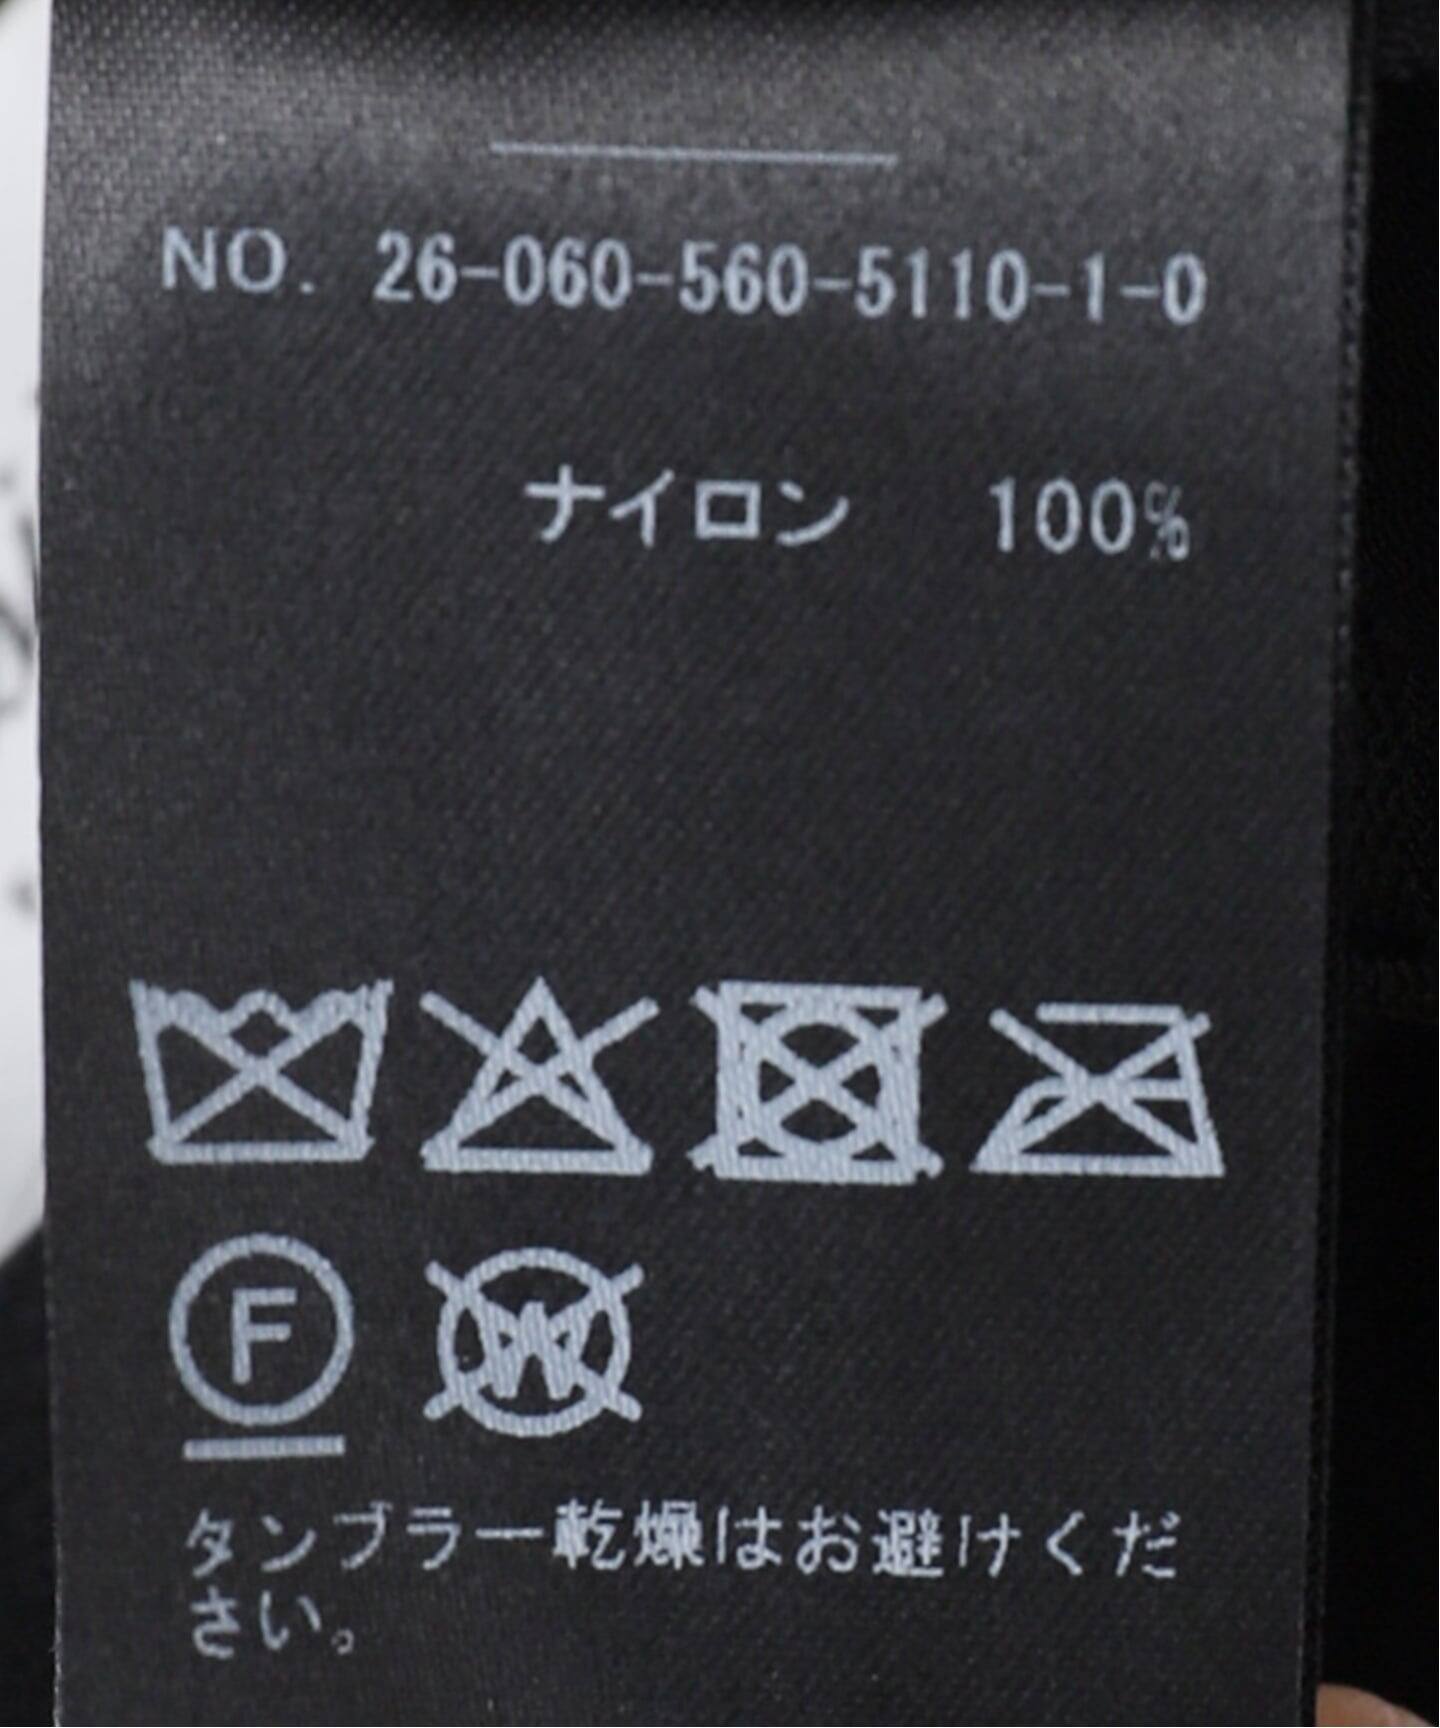 NO. 26-060-560-5110-1-0
ナイロン 100%
F W
タンブラー乾燥はお避けくだ
さい。